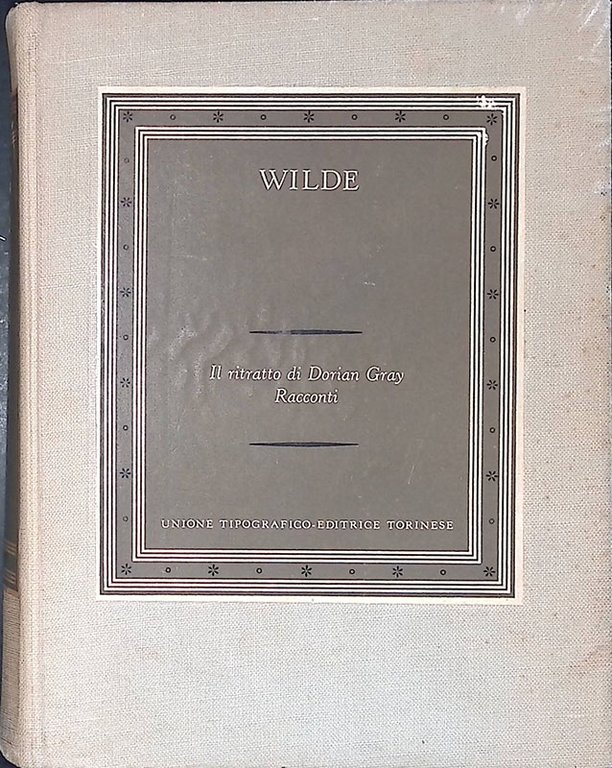 WILDE
Il ritratto di Dorian Gray
Racconti
UNIONE TIPOGRAFICO-EDITRICE TORINESE